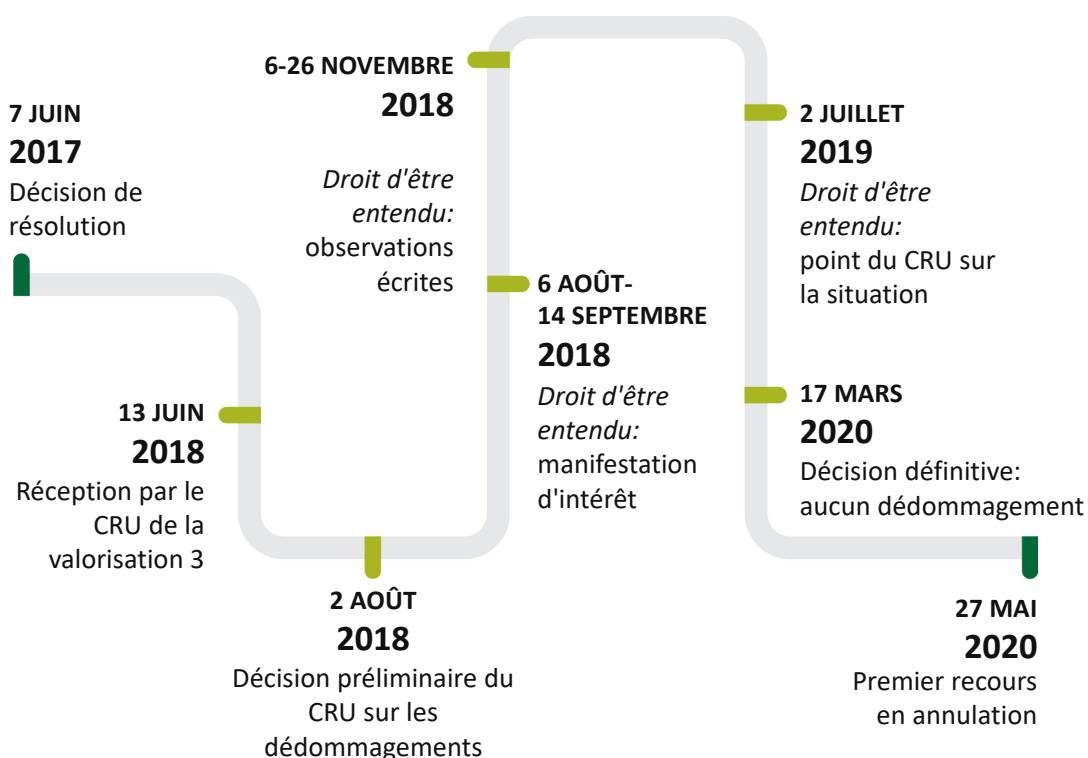 7 JUIN
2017
Décision de
résolution
13 JUIN
2018
Réception par le
CRU de la
valorisation 3
2 AOÛT
2018
Décision préliminaire du
CRU sur les
dédommagements
6 AOÛT-
14 SEPTEMBRE
2018
Droit d'être
entendu:
manifestation
d'intérêt
6-26 NOVEMBRE
2018
Droit d'être
entendu:
observations
écrites
2 JUILLET
2019
Droit d'être
entendu:
point du CRU sur
la situation
17 MARS
2020
Décision définitive:
aucun dédommagement
27 MAI
2020
Premier recours
en annulation